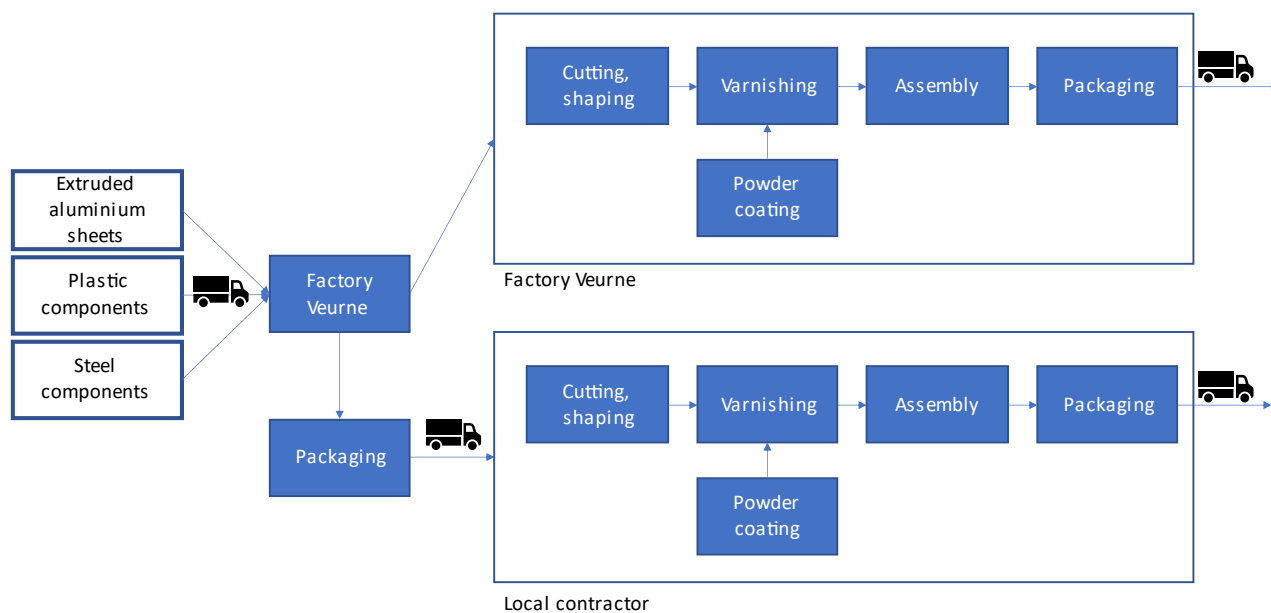 Cutting,
shaping
Varnishing
Assembly
Packaging
Powder
coating
Factory Veurne
Extruded
aluminium
sheets
Plastic
components
Steel
components
Factory
Veurne
Packaging
Cutting,
shaping
Varnishing
Assembly
Packaging
Powder
coating
Local contractor